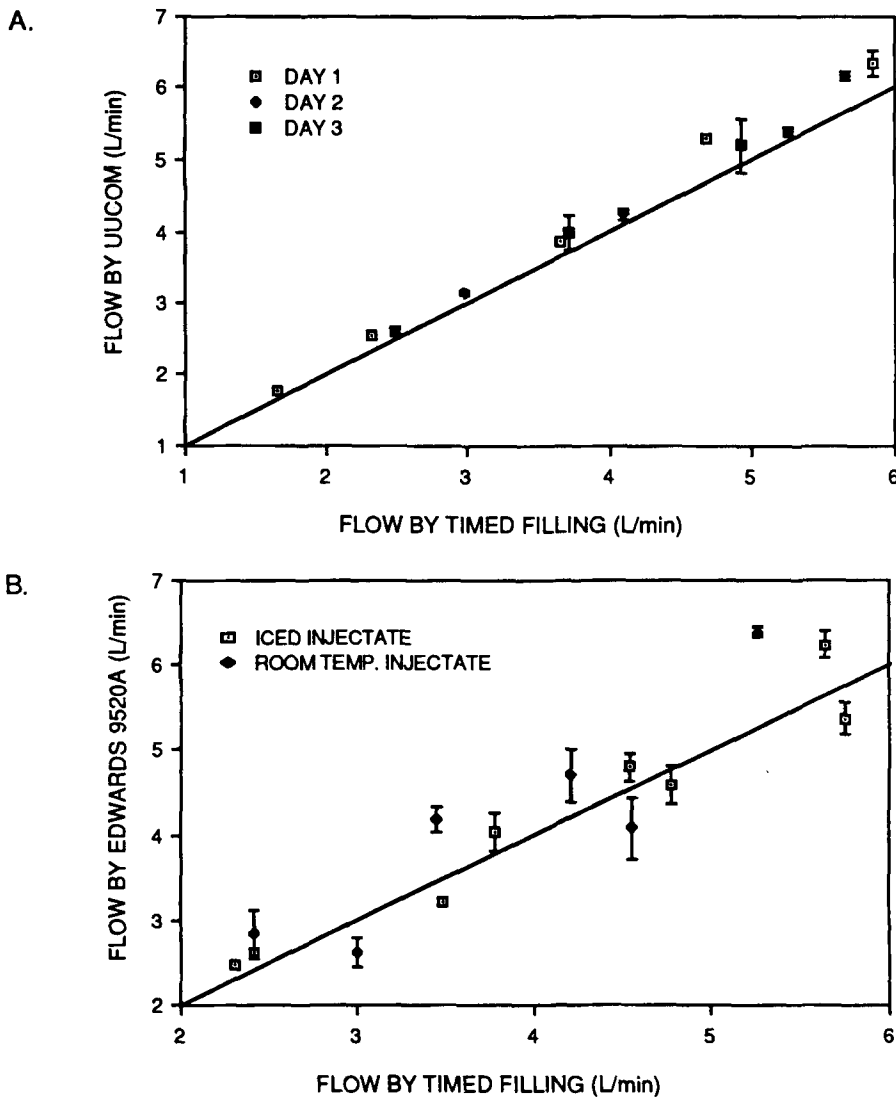 A.
FLOW BY UUCOM (L/min)
7
6
5
4
3
2
1
DAY 1
DAY 2
DAY 3
1 2 3 4 5 6
FLOW BY TIMED FILLING (L/min)
B.
FLOW BY EDWARDS 9520A (L/min)
7
6
5
4
3
2
ICED INJECTATE
ROOM TEMP. INJECTATE
2 3 4 5 6
FLOW BY TIMED FILLING (L/min)